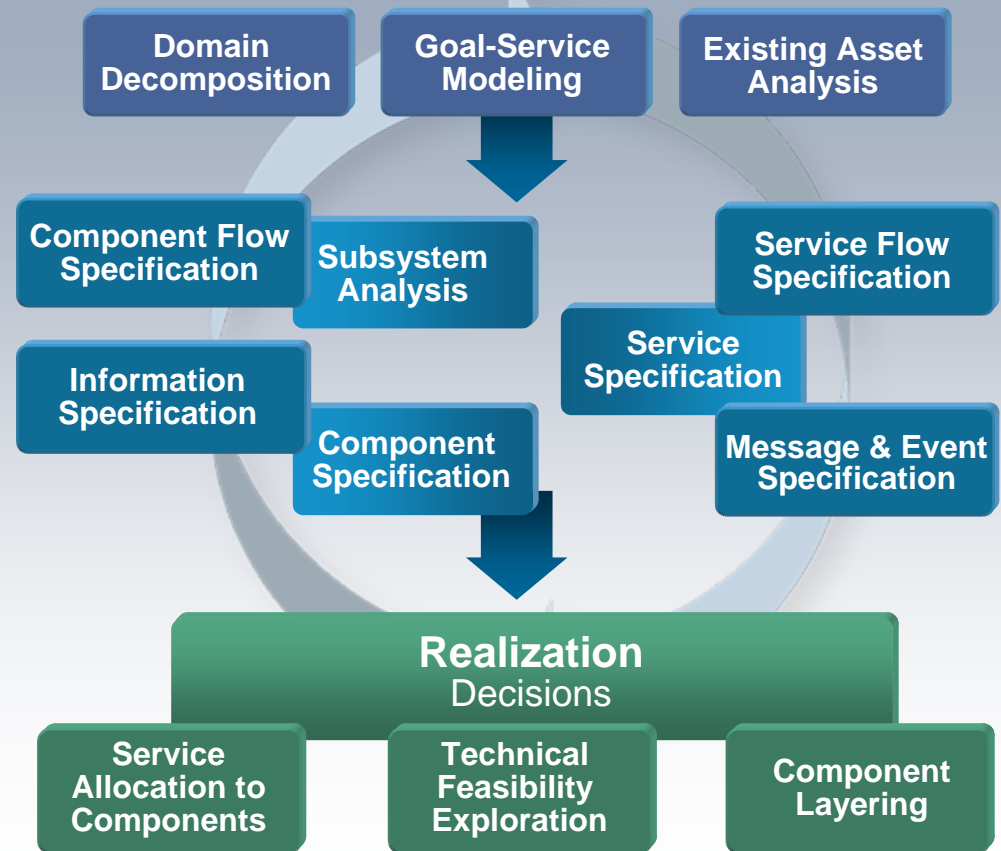 Domain
Decomposition
Goal-Service
Modeling
Existing Asset
Analysis
Component Flow
Specification
Subsystem
Analysis
Service Flow
Specification
Service
Specification
Information
Specification
Component
Specification
Message & Event
Specification
Realization
Decisions
Service
Allocation to
Components
Technical
Feasibility
Exploration
Component
Layering